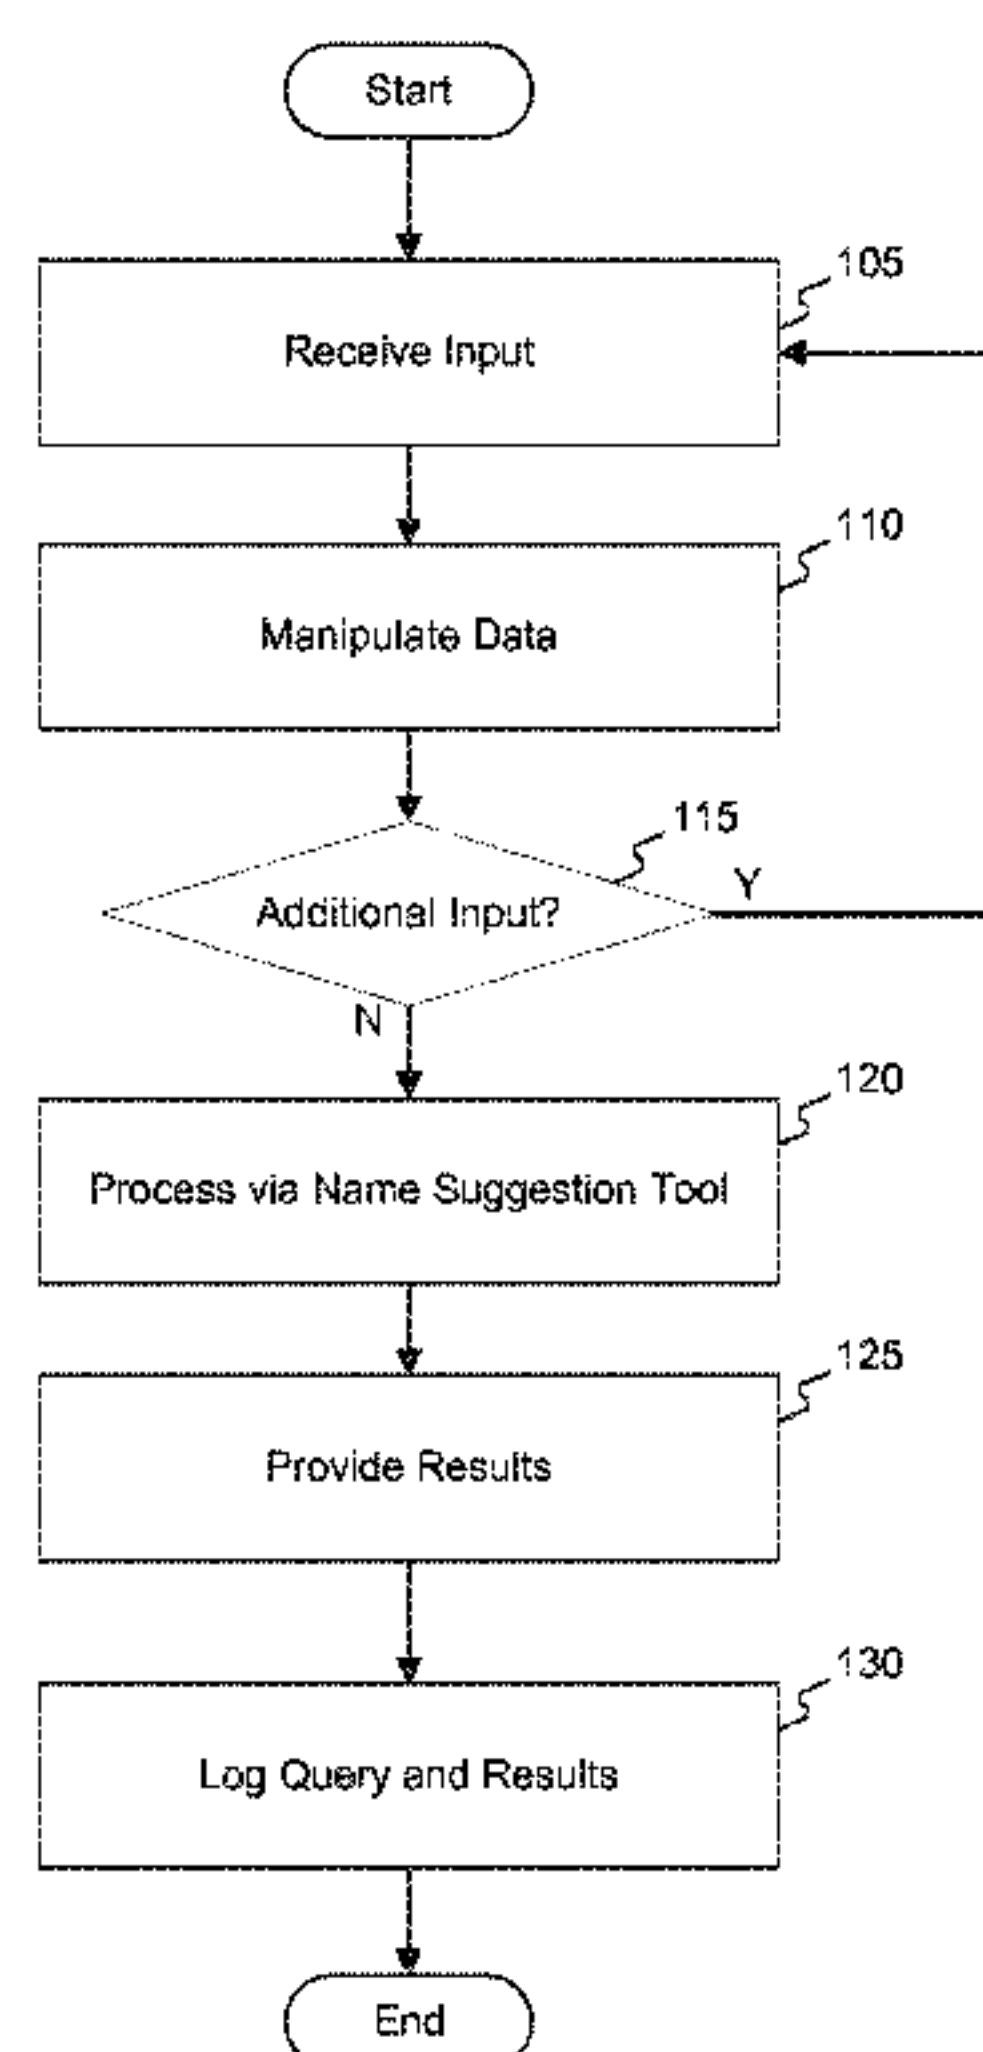 Start
105
Receive Input
110
Manipulate Data
115
Additional Input?
Y
N
120
Process via Name Suggestion Tool
125
Provide Results
130
Log Query and Results
End